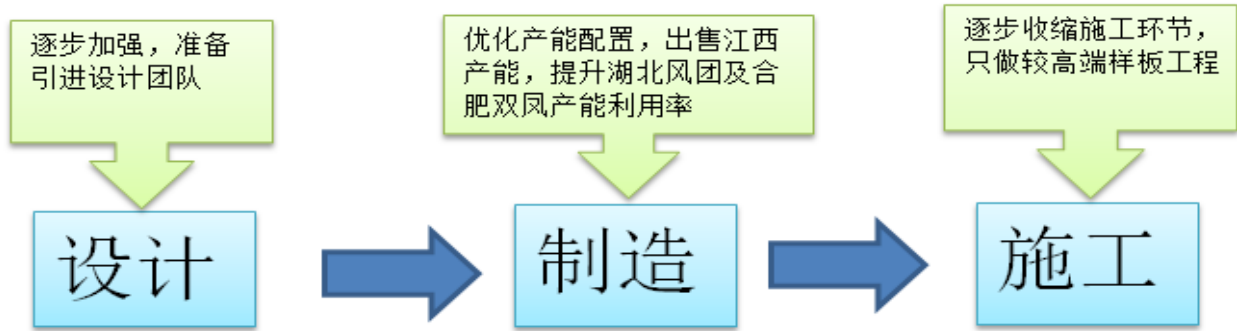 逐步加强，准备
引进设计团队
优化产能配置，出售江西
产能，提升湖北风团及合
肥双凤产能利用率
逐步收缩施工环节，
只做较高端样板工程
设计
制造
施工